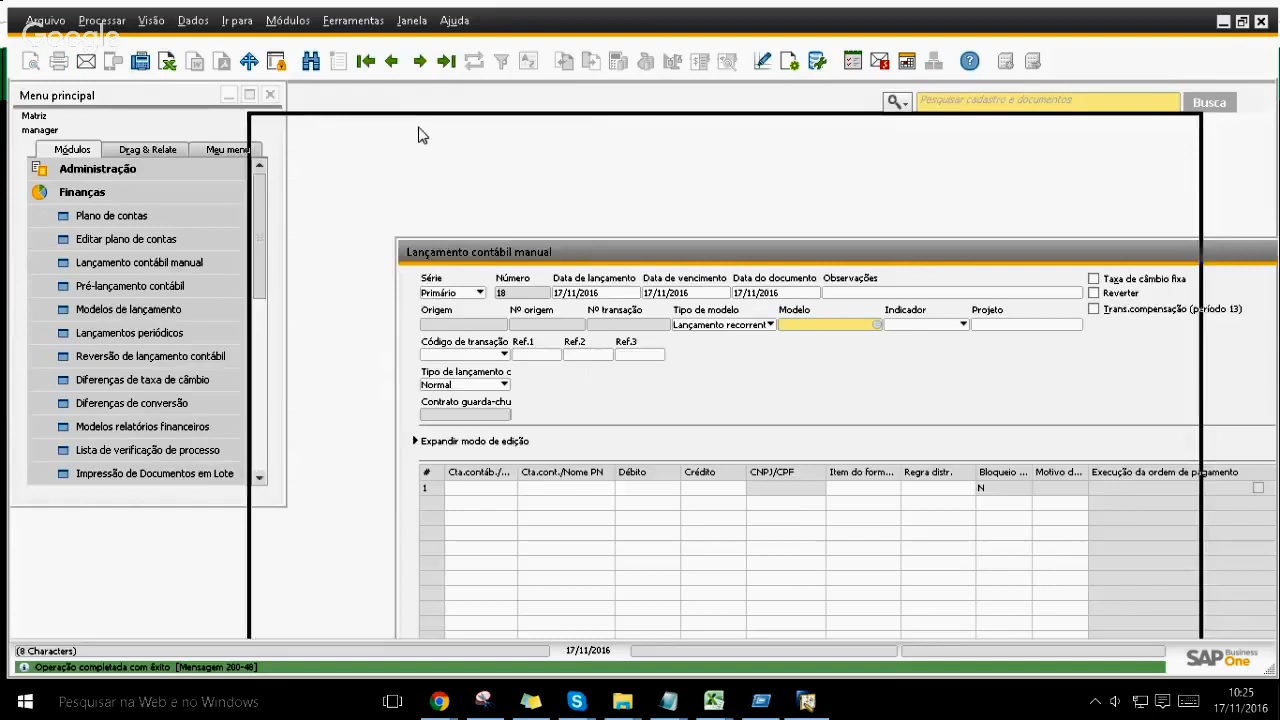 Arquivo Processar Visão Dados Ir para Módulos Ferramentas Janela Ajuda
Google
Menu principal
Pesquisar cadastro e documentos Busca
Matriz
manager
Módulos Drag & Relate Meu menu
Administração
Finanças
Plano de contas
Editar plano de contas
Lançamento contábil manual
Pré-lançamento contábil
Modelos de lançamento
Lançamentos periódicos
Reversão de lançamento contábil
Diferenças de taxa de câmbio
Diferenças de conversão
Modelos relatórios financeiros
Lista de verificação de processo
Impressão de Documentos em Lote
Lançamento contábil manual
Série Número Data de lançamento Data de vencimento Data do documento Observações Taxa de câmbio fixa
Primário 18 17/11/2016 17/11/2016 17/11/2016 Reverter
Origem Nº origem Nº transação Tipo de modelo Modelo Indicador Projeto Trans.compensação (período 13)
Lançamento recorrent
Código de transação Ref.1 Ref.2 Ref.3
Tipo de lançamento c
Normal
Contrato guarda-chu
Expandir modo de edição
# Cta.contáb./... Cta.cont./Nome PN Débito Crédito CNPJ/CPF Item do form... Regra distr. Bloqueio ... Motivo d... Execução da ordem de pagamento
1 N
(8 Characters) 17/11/2016
Operação completada com êxito [Mensagem 200-48]
SAP Business One
Pesquisar na Web e no Windows
10:25
17/11/2016